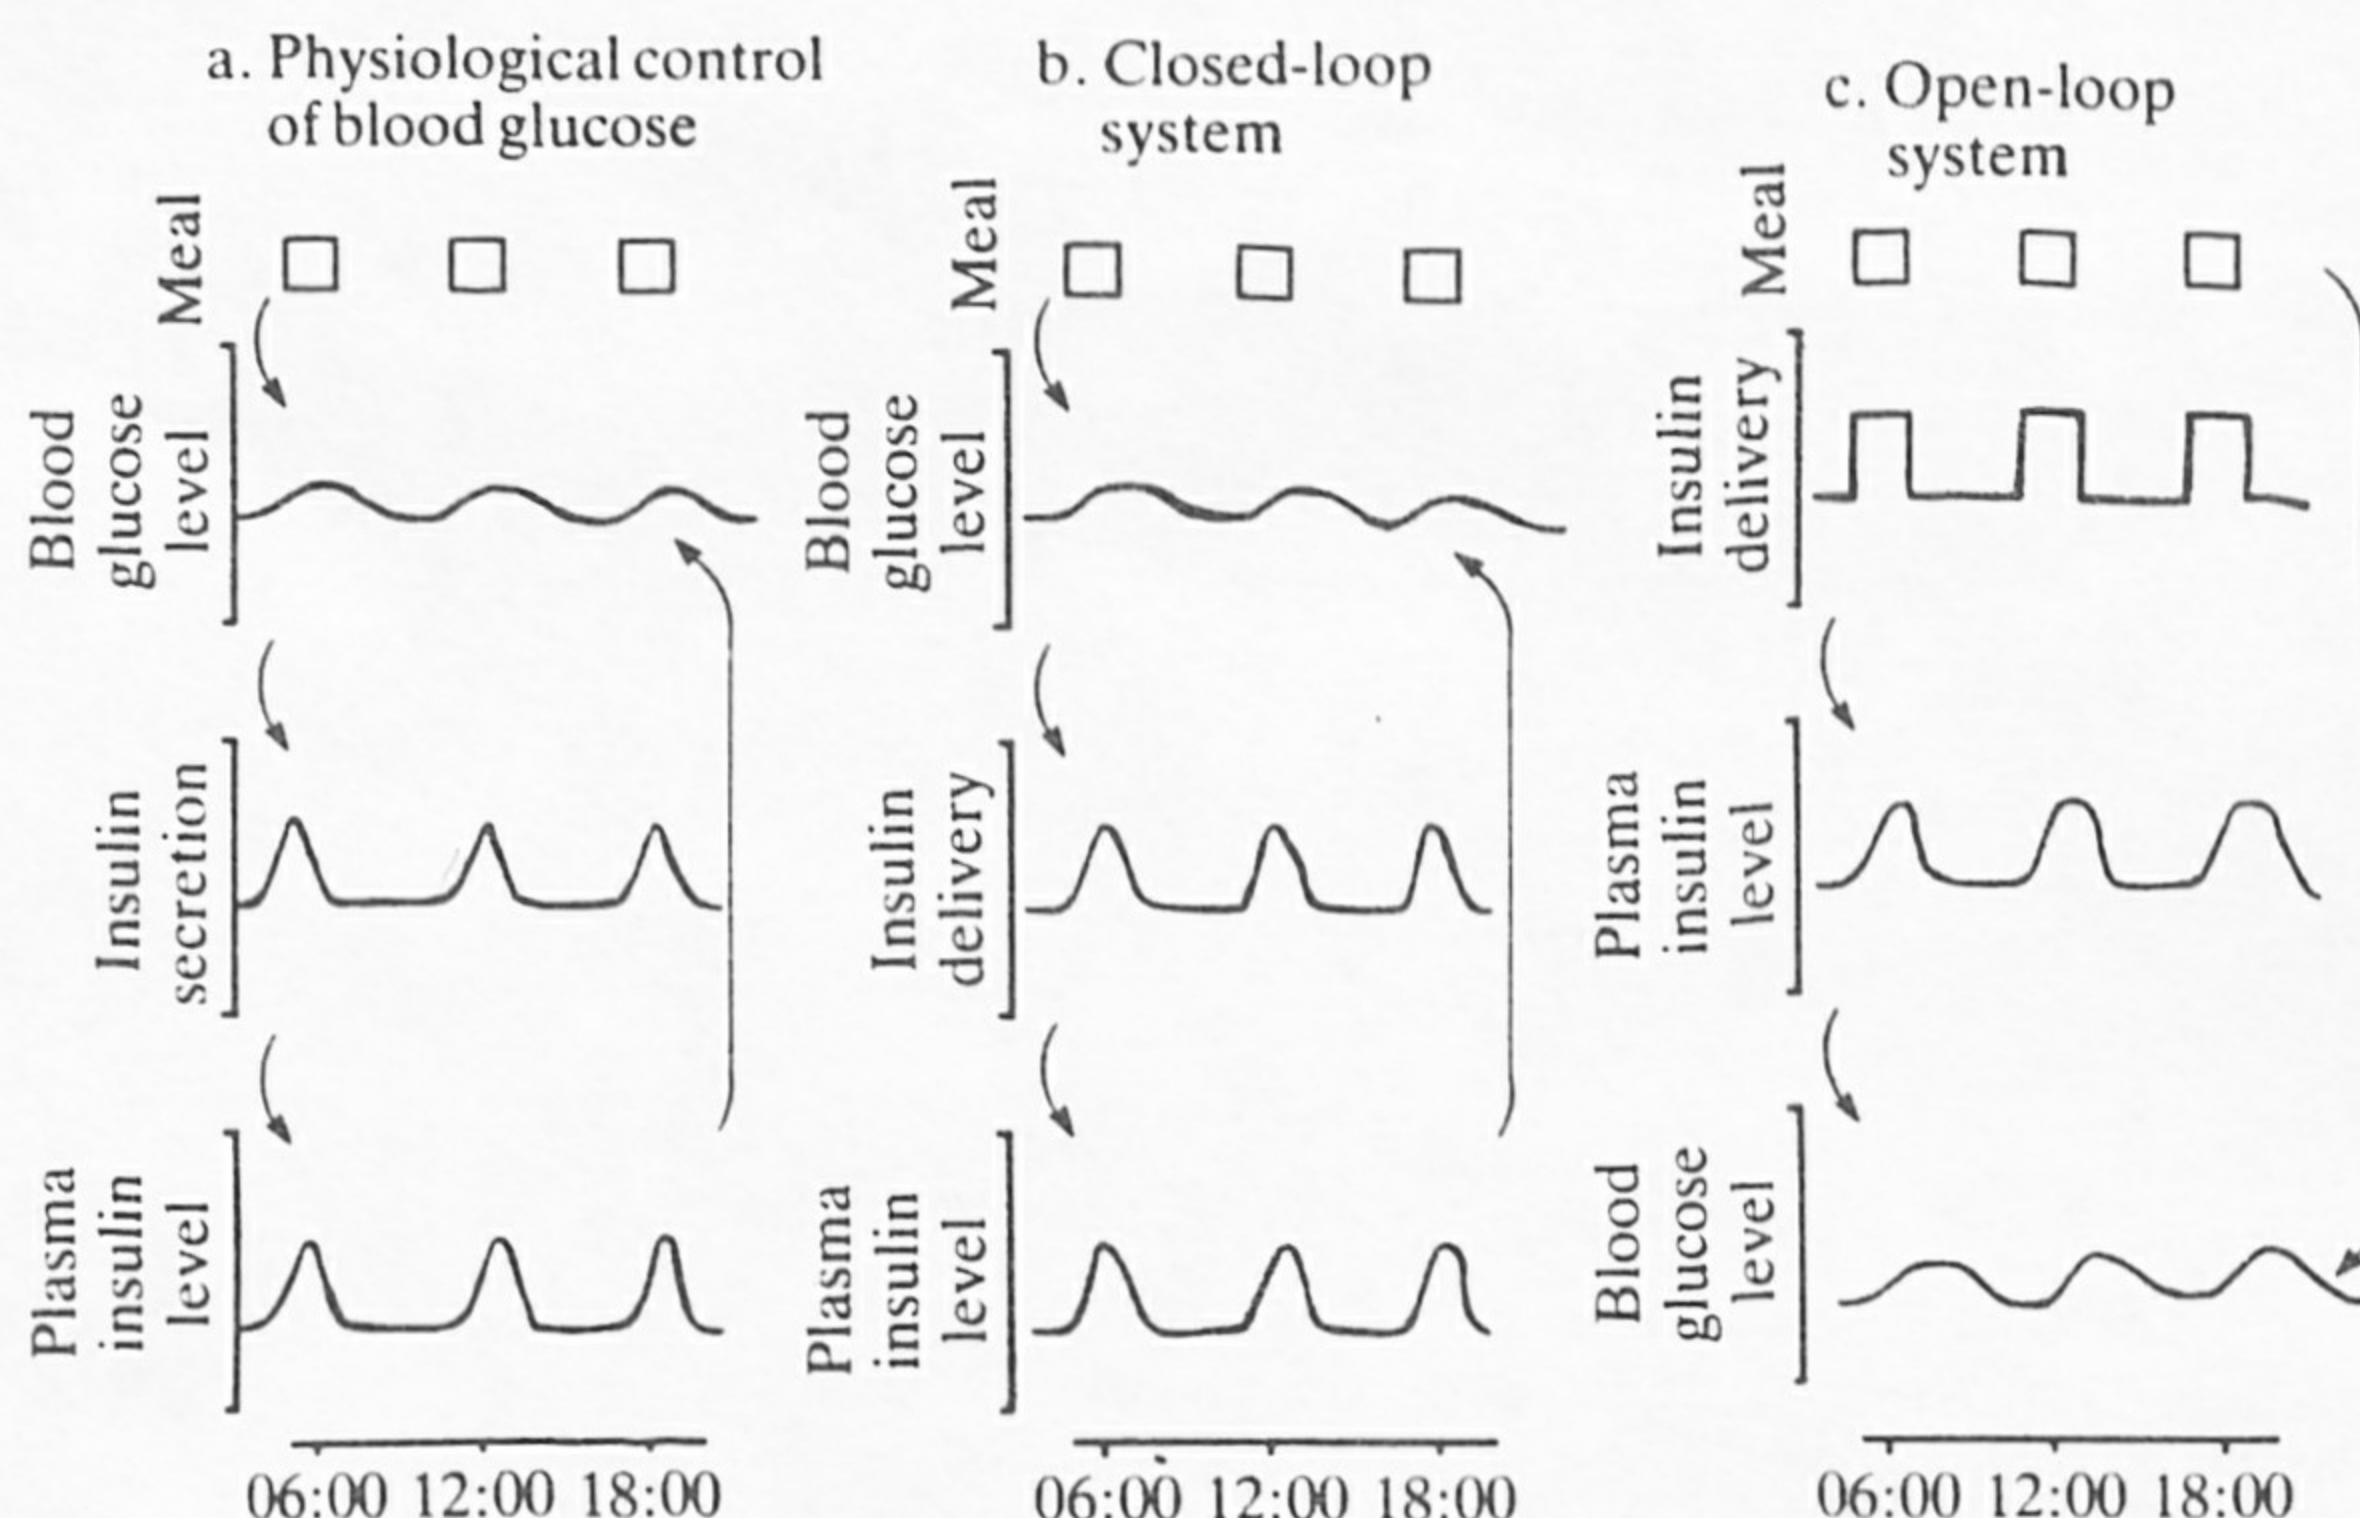 a. Physiological control
of blood glucose
Meal
Blood
glucose
level
Insulin
secretion
Plasma
insulin
level
06:00 12:00 18:00
b. Closed-loop
system
Meal
Blood
glucose
level
Insulin
delivery
Plasma
insulin
level
06:00 12:00 18:00
c. Open-loop
system
Meal
Insulin
delivery
Plasma
insulin
level
Blood
glucose
level
06:00 12:00 18:00